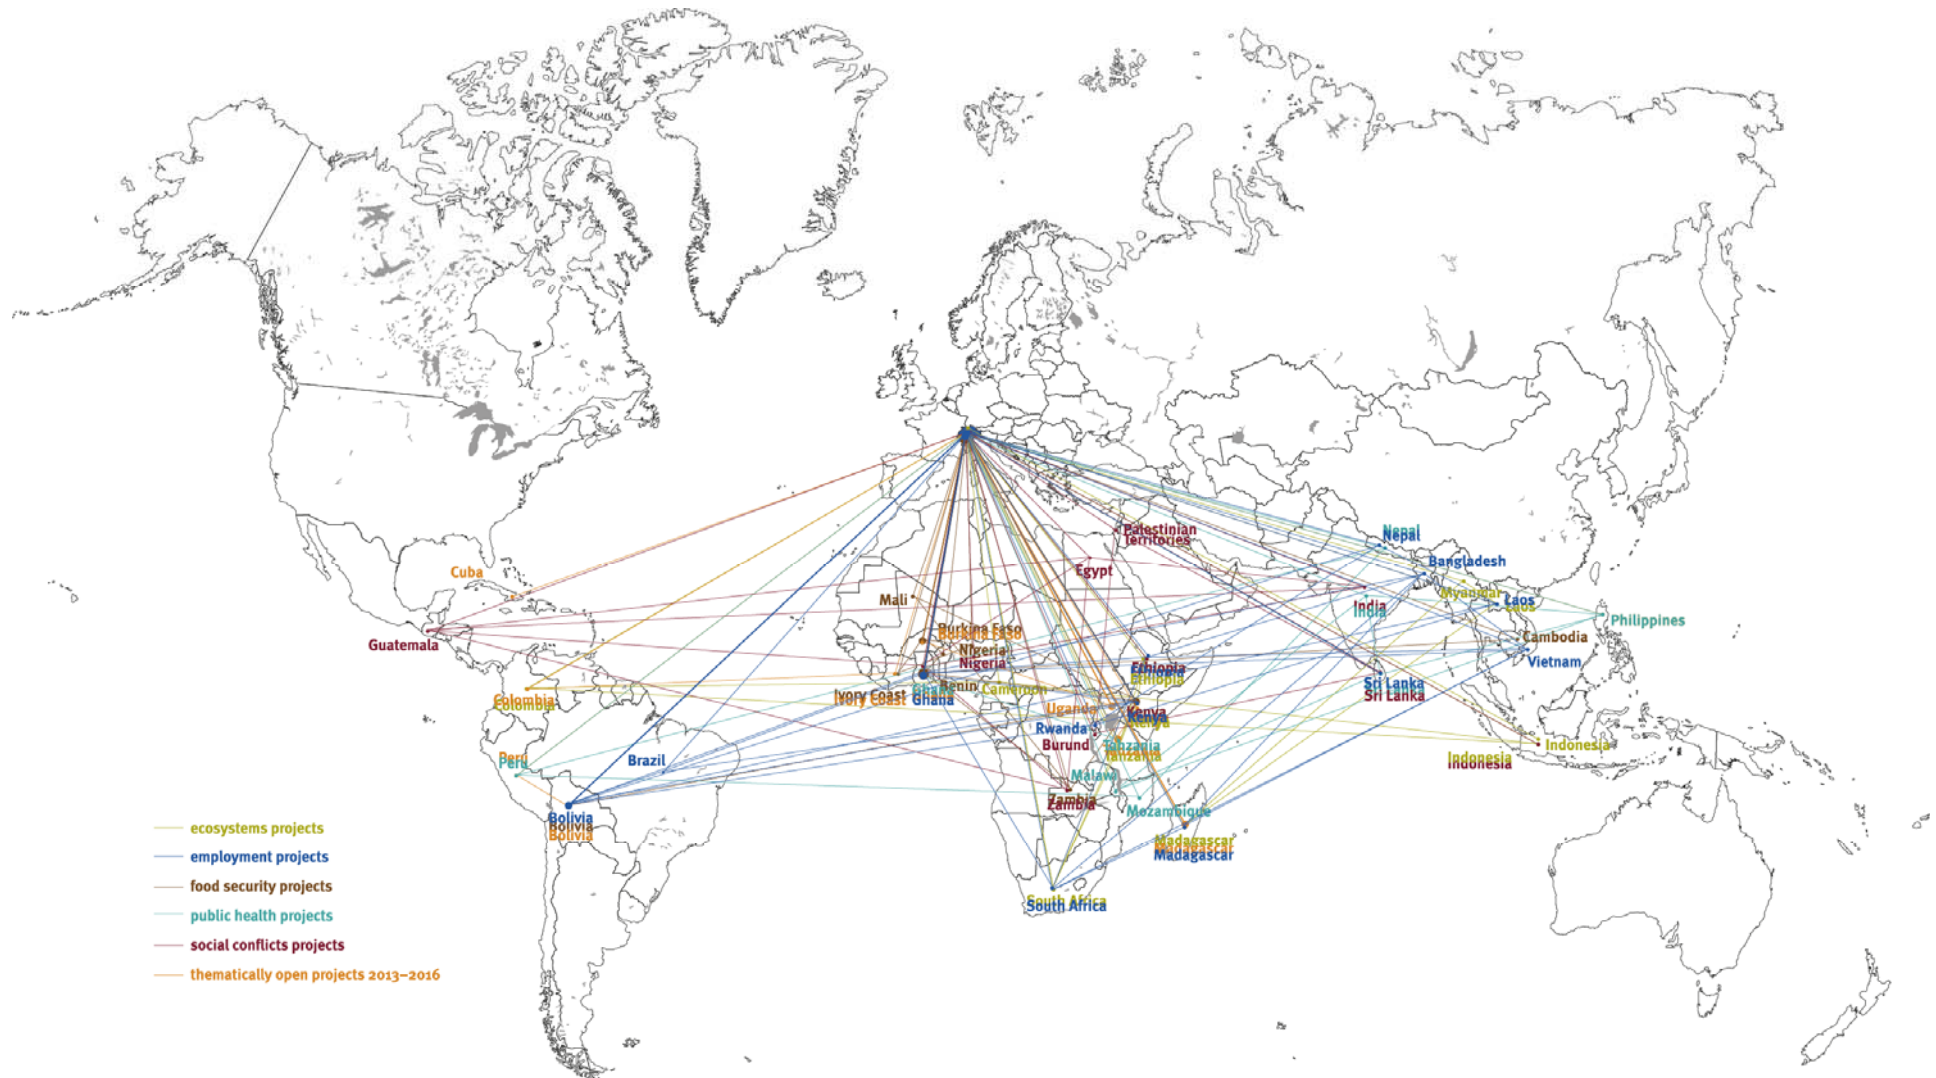 Nepal
Nepal
Palestinian
Territories
Bangladesh
Egypt
Cuba
Myanmar
Laos
Laos
Mali
India
India
Philippines
Burkina Faso
Burkina Faso
Cambodia
Guatemala
Nigeria
Nigeria
Vietnam
Ethiopia
Ethiopia
Ethiopia
Benin
Cameroon
Sri Lanka
Sri Lanka
Ivory Coast
Ivory Coast
Ghana
Ghana
Colombia
Colombia
Uganda
Kenya
Kenya
Kenya
Rwanda
Burund
Tanzania
Tanzania
Indonesia
Peru
Peru
Brazil
Indonesia
Indonesia
Malawi
Zambia
Zambia
Mozambique
Bolivia
Bolivia
Bolivia
Madagascar
Madagascar
Madagascar
South Africa
South Africa
ecosystems projects
employment projects
food security projects
public health projects
social conflicts projects
thematically open projects 2013–2016